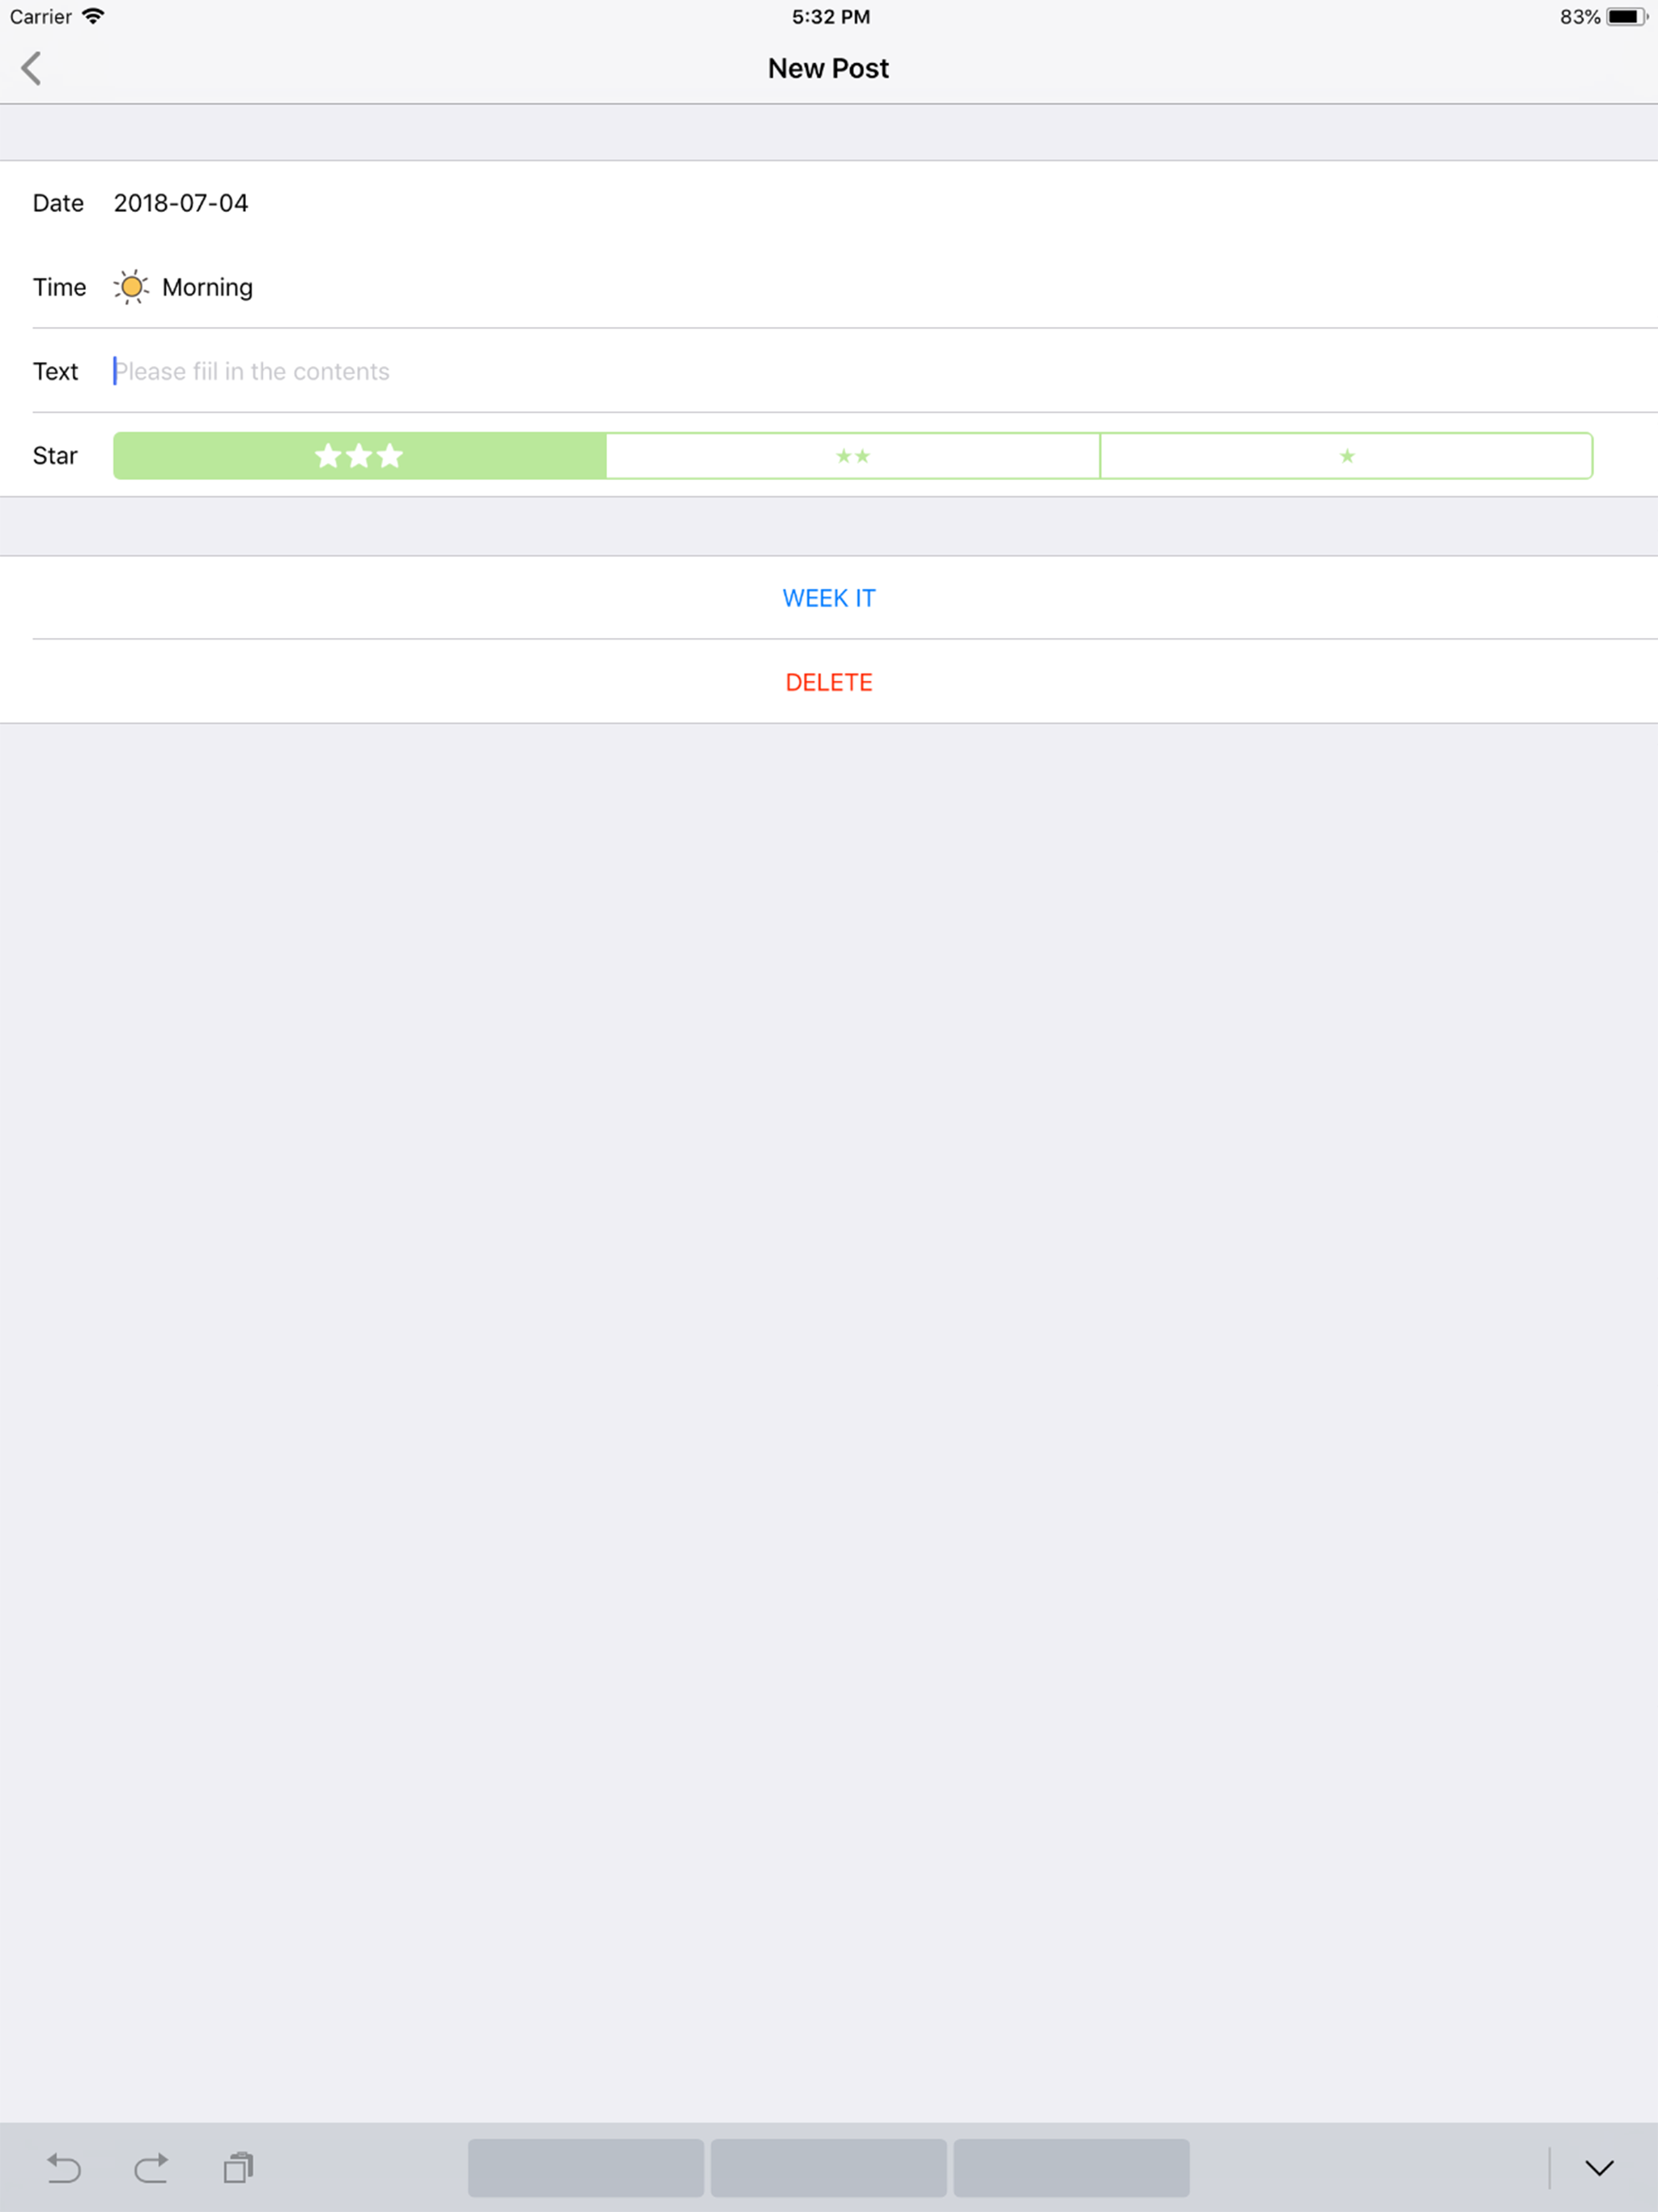 Carrier 5:32 PM 83%
New Post
Date 2018-07-04
Time Morning
Text Please fiil in the contents
Star ★★★ ★★ ★
WEEK IT
DELETE